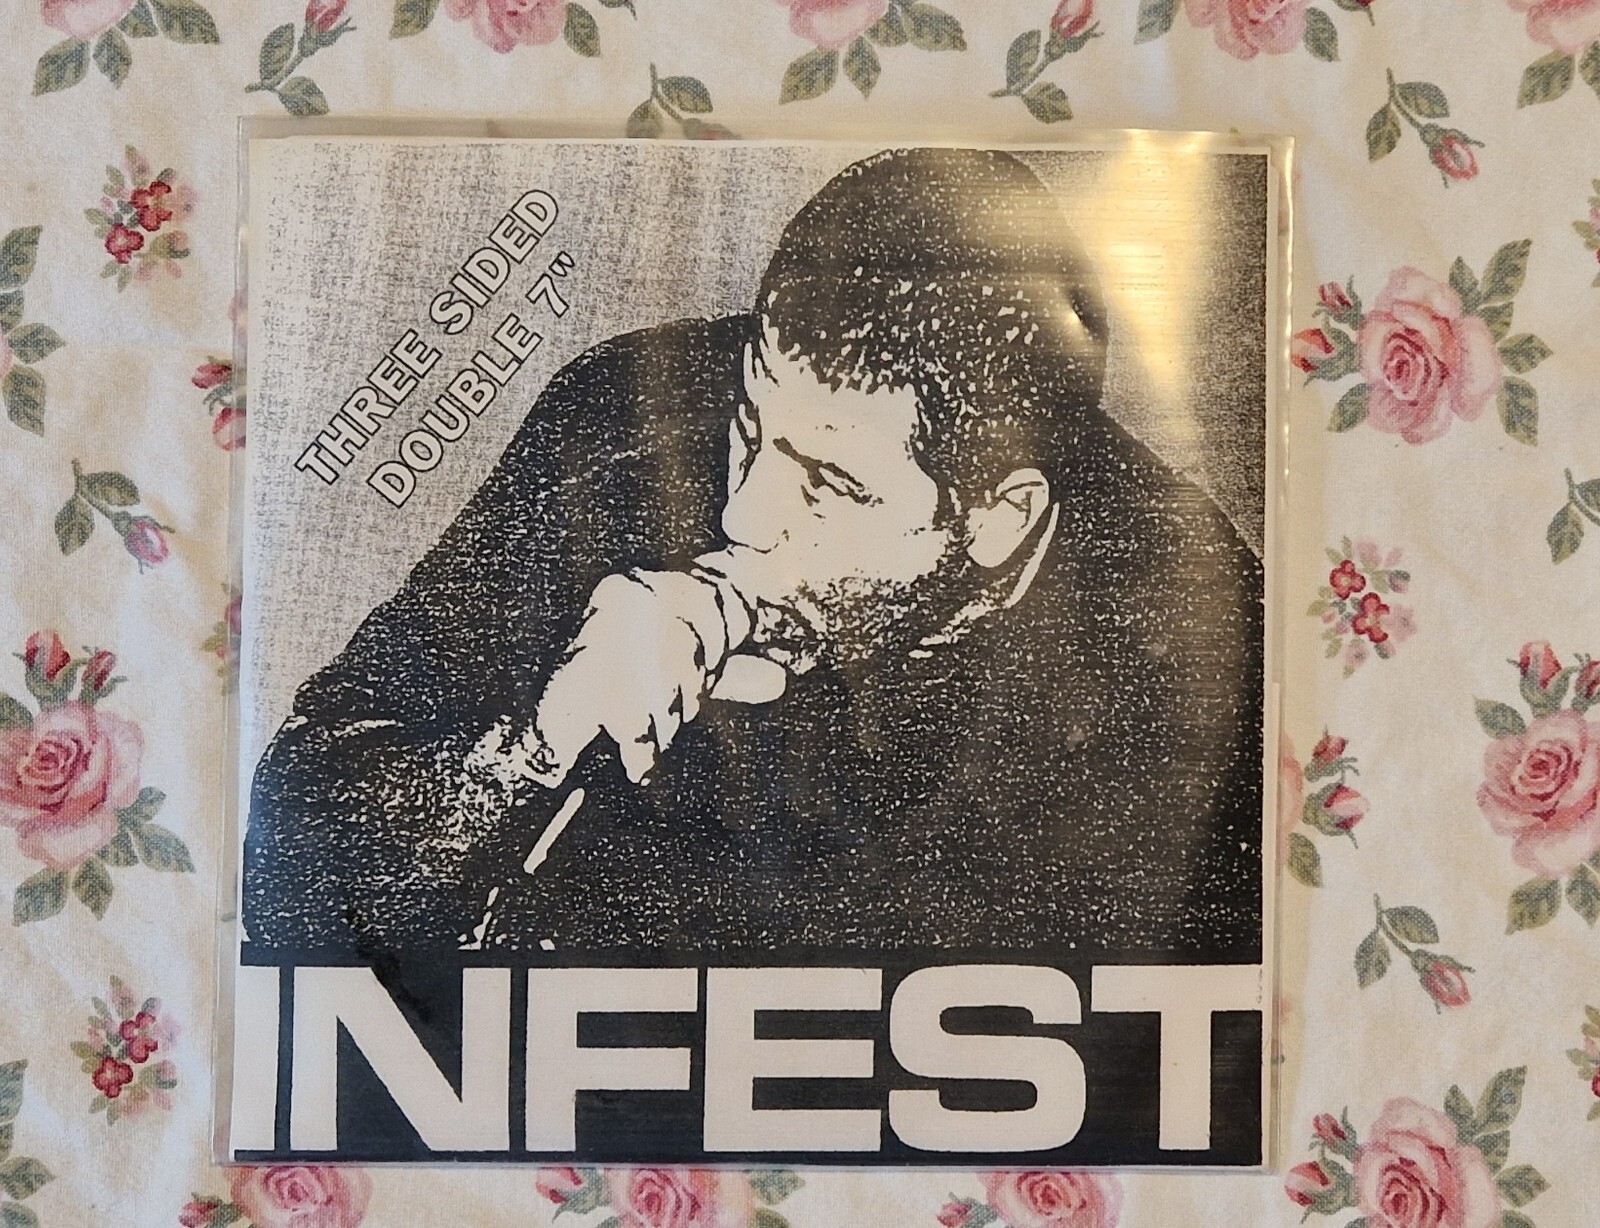 THREE SIDED
DOUBLE 7"
INFEST